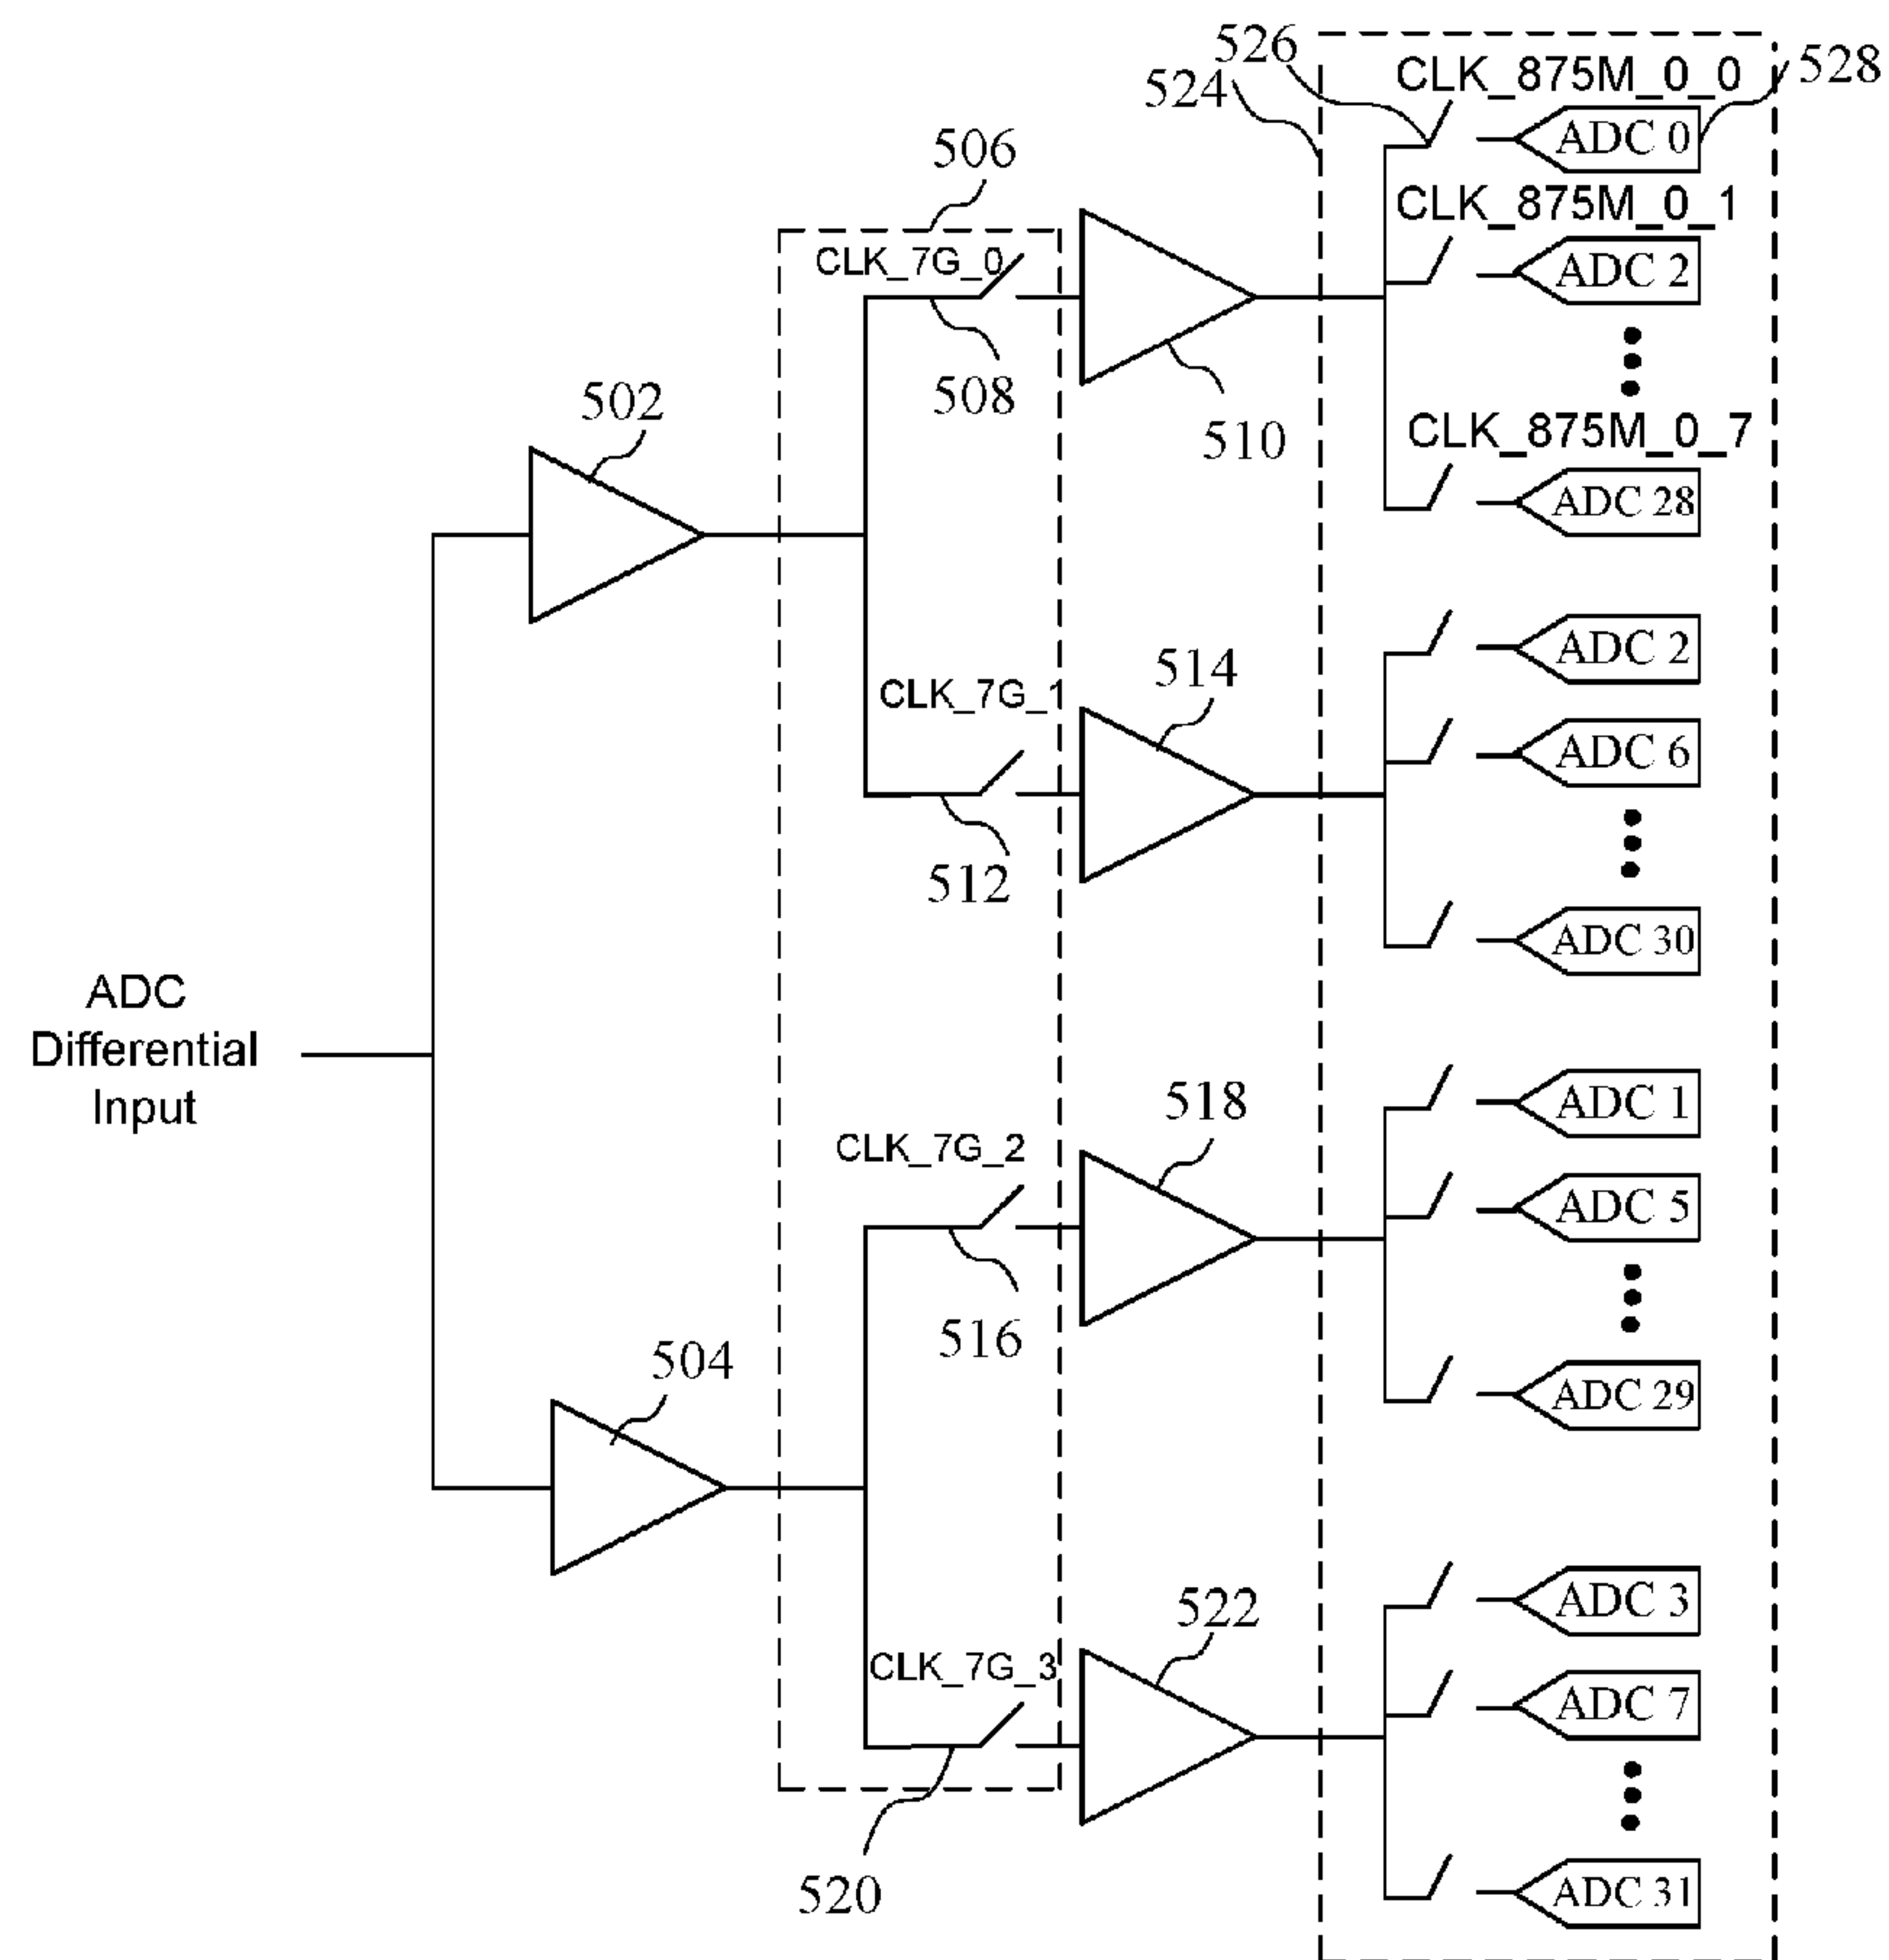 526
CLK_875M_0_0
528
524
ADC 0
506
CLK_875M_0_1
CLK_7G_0
ADC 2
502
508
510
CLK_875M_0_7
ADC 28
CLK_7G_1
514
ADC 2
ADC 6
512
ADC 30
ADC
Differential
Input
CLK_7G_2
518
ADC 1
ADC 5
516
504
ADC 29
CLK_7G_3
522
ADC 3
ADC 7
520
ADC 31